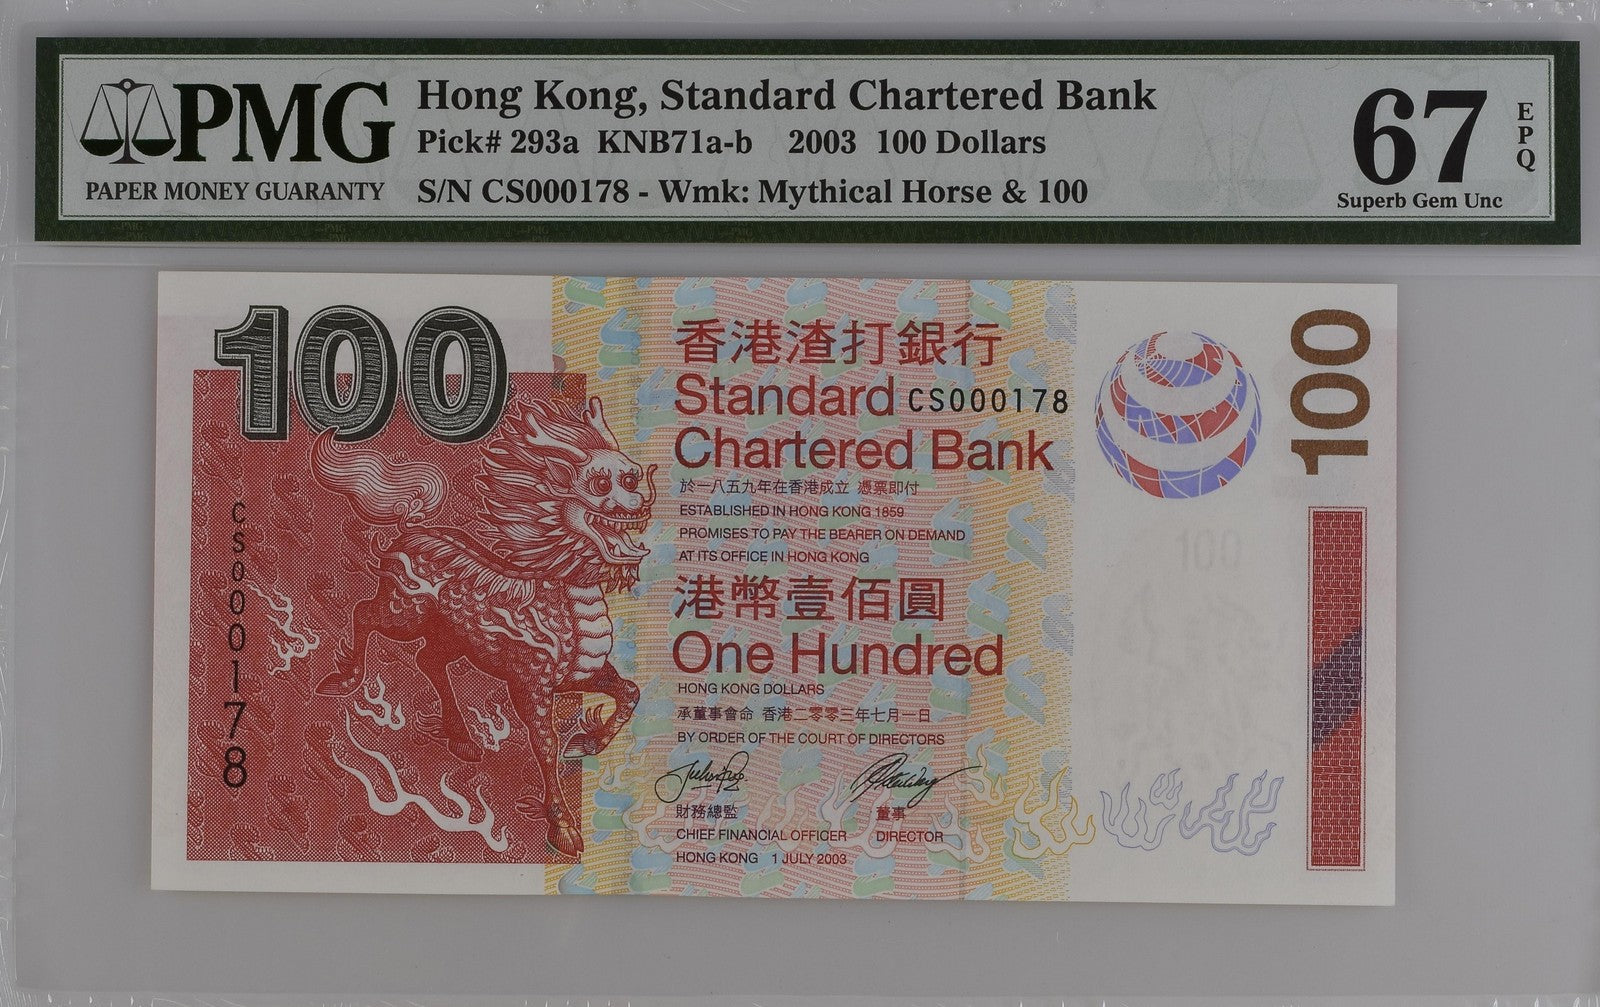 PMG
PAPER MONEY GUARANTY
Hong Kong, Standard Chartered Bank
Pick# 293a KNB71a-b 2003 100 Dollars
S/N CS000178 - Wmk: Mythical Horse & 100
67
EPQ
Superb Gem Unc
100
香港渣打銀行
Standard
CS000178
Chartered Bank
於一八五九年在香港成立 憑票即付
ESTABLISHED IN HONG KONG 1859
PROMISES TO PAY THE BEARER ON DEMAND
AT ITS OFFICE IN HONG KONG
港幣壹佰圓
One Hundred
HONG KONG DOLLARS
承董事會命 香港二零零三年七月一日
BY ORDER OF THE COURT OF DIRECTORS
財務總監
董事
CHIEF FINANCIAL OFFICER
DIRECTOR
HONG KONG 1 JULY 2003
CS000178
100
100